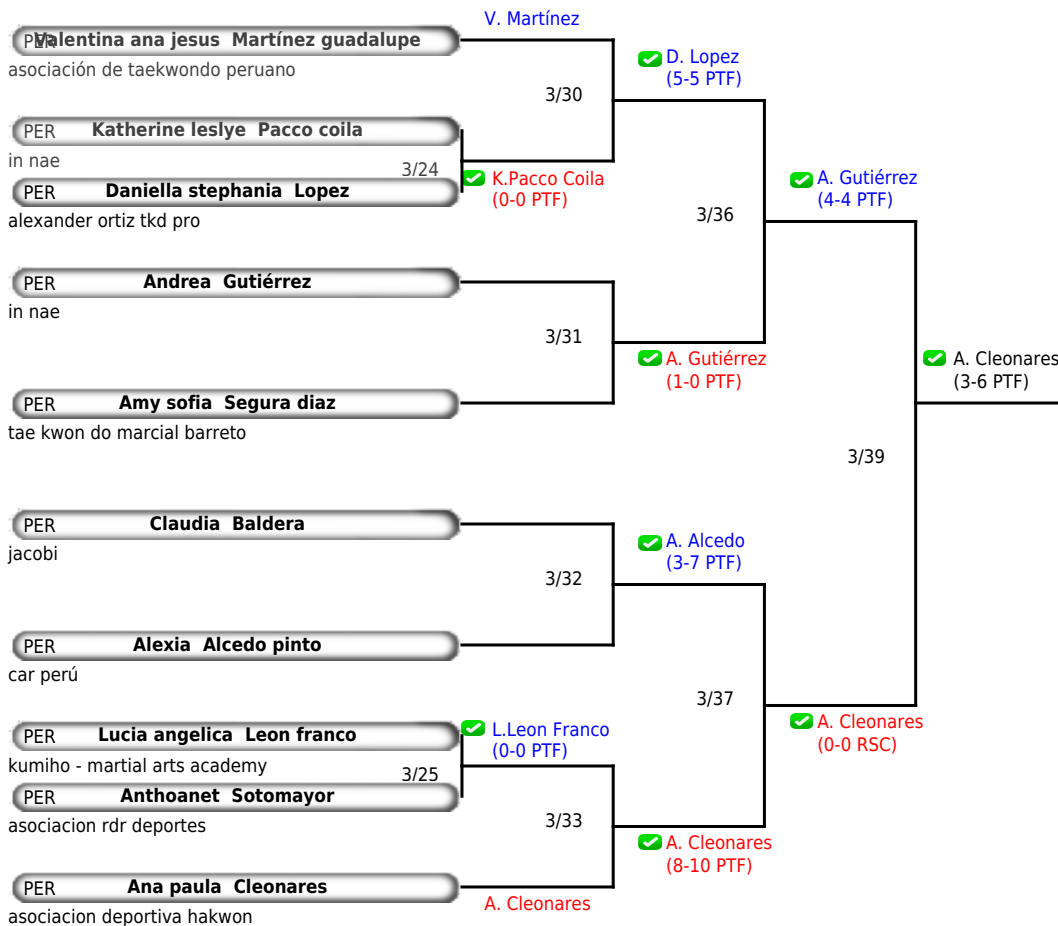 V. Martínez
PER Valentina ana jesus Martínez guadalupe
asociación de taekwondo peruano
D. Lopez
(5-5 PTF)
3/30
PER Katherine leslye Pacco coila
in nae
3/24
K.Pacco Coila
(0-0 PTF)
PER Daniella stephania Lopez
alexander ortiz tkd pro
A. Gutiérrez
(4-4 PTF)
3/36
PER Andrea Gutiérrez
in nae
3/31
A. Gutiérrez
(1-0 PTF)
A. Cleonares
(3-6 PTF)
PER Amy sofia Segura diaz
tae kwon do marcial barreto
3/39
PER Claudia Baldera
jacobi
A. Alcedo
(3-7 PTF)
3/32
PER Alexia Alcedo pinto
car perú
3/37
A. Cleonares
(0-0 RSC)
PER Lucia angelica Leon franco
kumiho - martial arts academy
L.Leon Franco
(0-0 PTF)
3/25
PER Anthoanet Sotomayor
asociacion rdr deportes
3/33
A. Cleonares
(8-10 PTF)
PER Ana paula Cleonares
asociacion deportiva hakwon
A. Cleonares